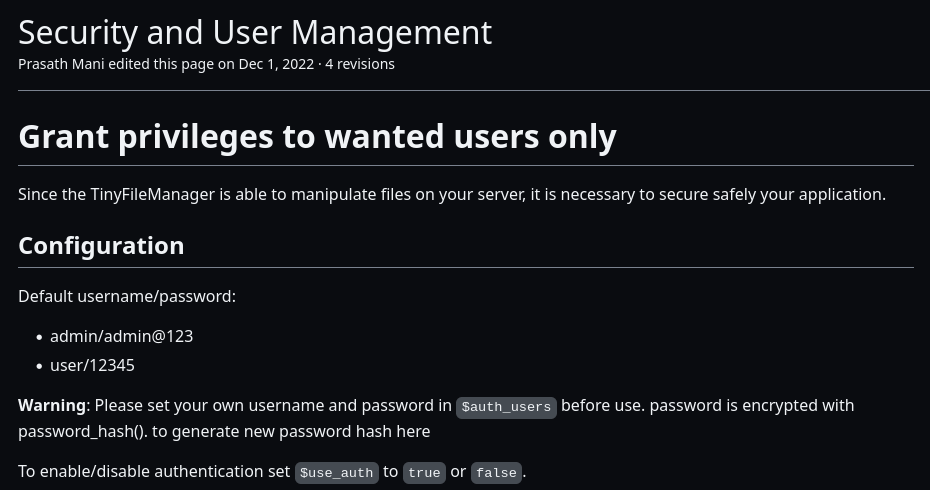 Security and User Management
Prasath Mani edited this page on Dec 1, 2022 · 4 revisions
Grant privileges to wanted users only
Since the TinyFileManager is able to manipulate files on your server, it is necessary to secure safely your application.
Configuration
Default username/password:
• admin/admin@123
• user/12345
Warning: Please set your own username and password in $auth_users before use. password is encrypted with
password_hash(). to generate new password hash here
To enable/disable authentication set $use_auth to true or false.